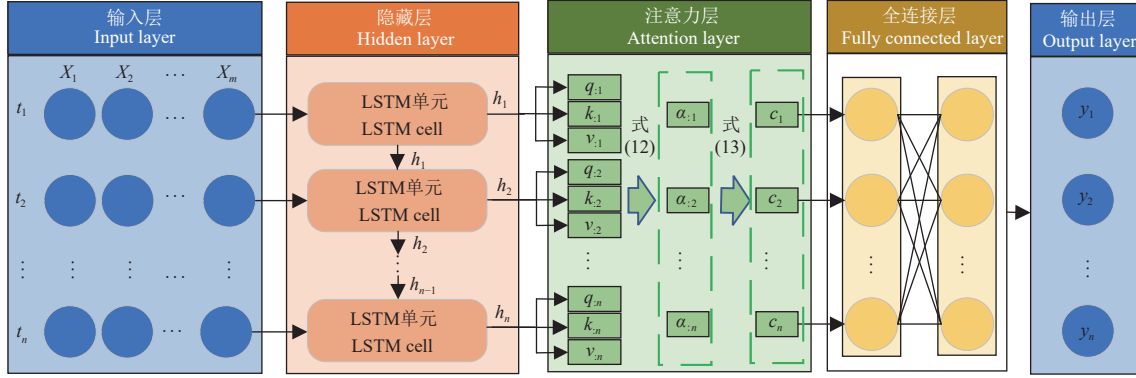 输入层
Input layer
X1 X2 ... Xm
t1
t2
⋮ ⋮ ⋮ ⋮
...
tn
...
隐藏层
Hidden layer
LSTM单元
LSTM cell
h1
h1
LSTM单元
LSTM cell
h2
h2
⋮
hn−1
LSTM单元
LSTM cell
hn
注意力层
Attention layer
q:1
k:1
v:1
q:2
k:2
v:2
⋮
q:n
k:n
v:n
式
(12)
α:1
α:2
⋮
α:n
式
(13)
c1
c2
⋮
cn
全连接层
Fully connected layer
⋮ ⋮
输出层
Output layer
y1
y2
⋮
yn